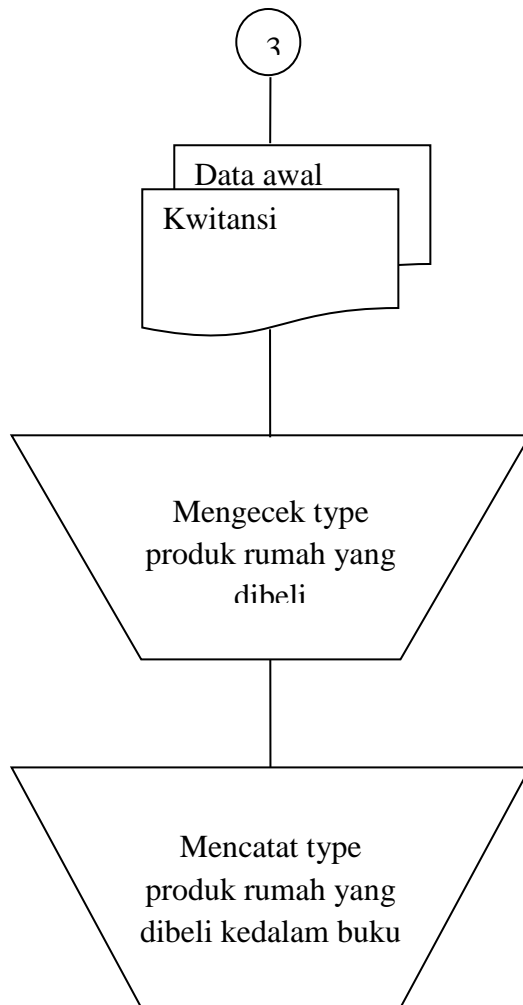 3
Data awal
Kwitansi
Mengecek type
produk rumah yang
dibeli
Mencatat type
produk rumah yang
dibeli kedalam buku